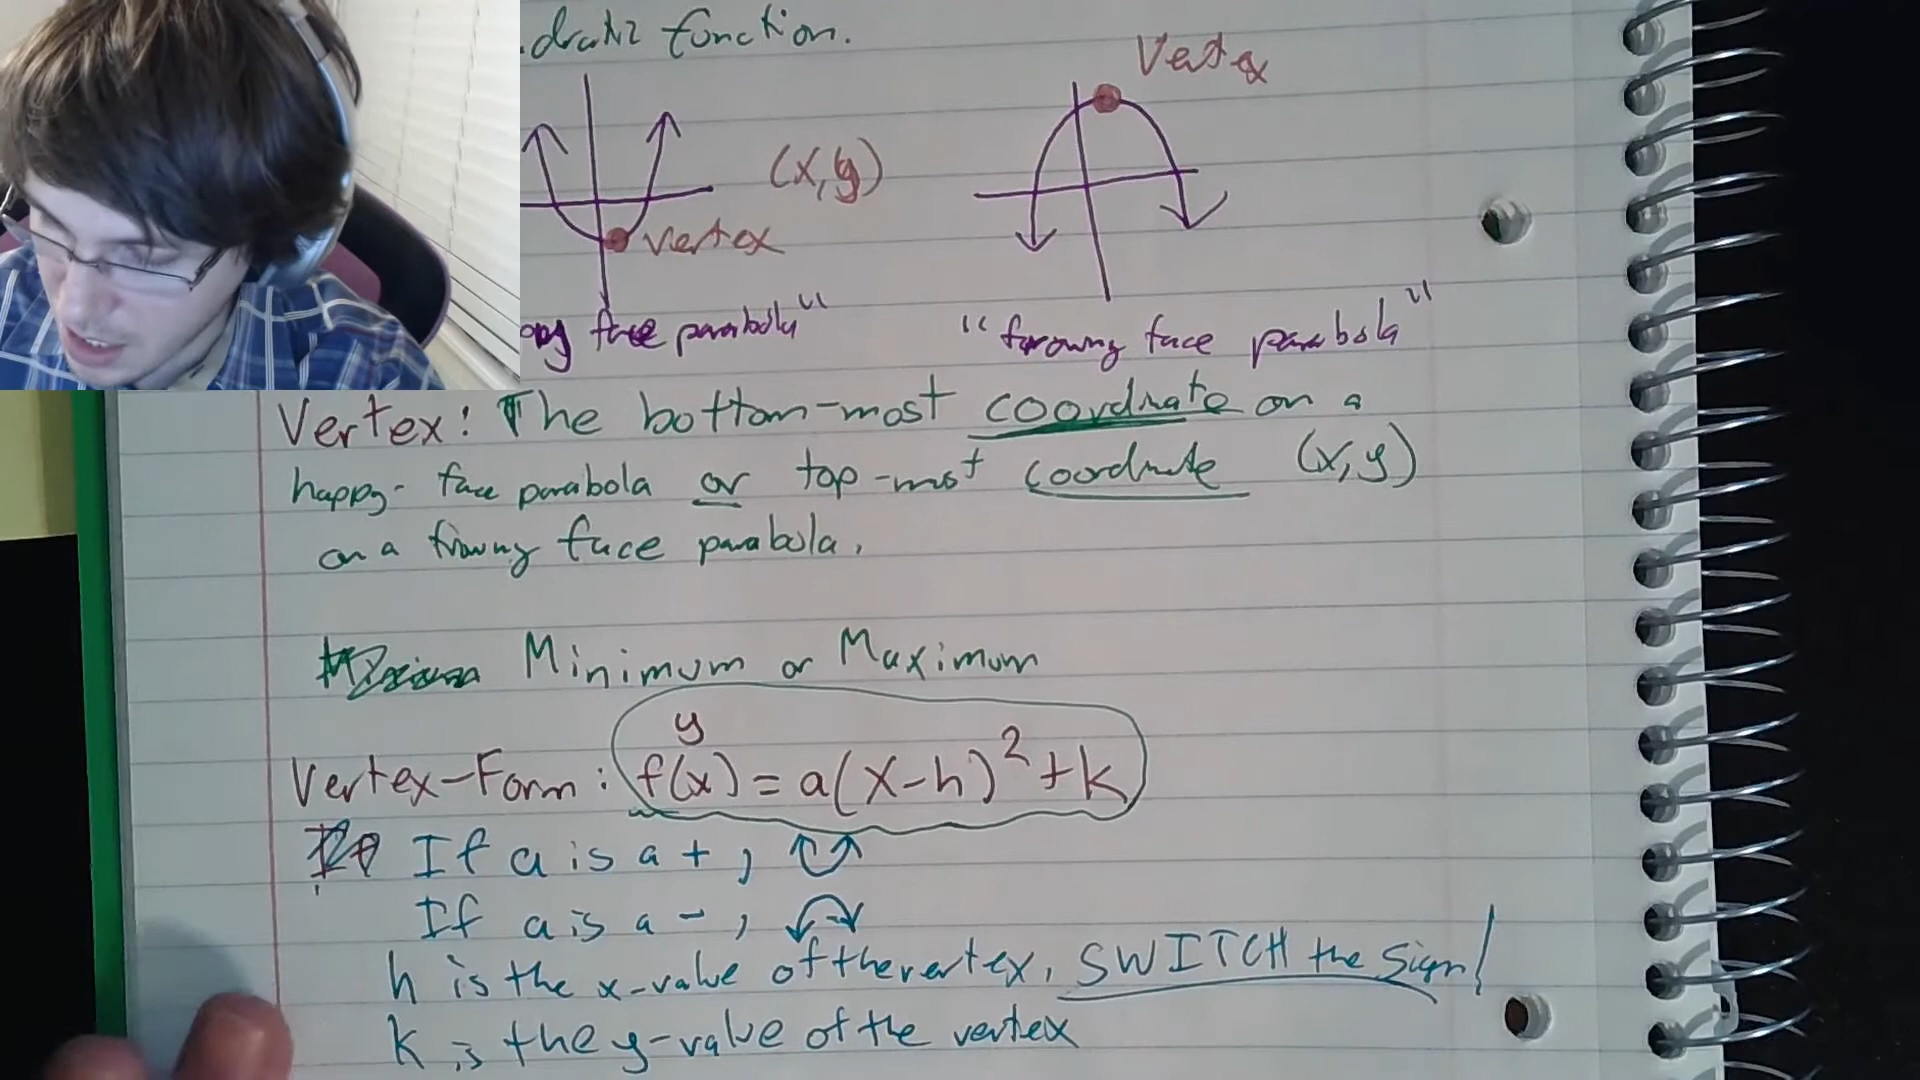 function.
Vertex
(x,y)
vertex
face parabola"
"frowny face parabola"
Vertex: The bottom-most coordinate on a
happy-face parabola or top-most coordinate (x,y)
on a frowny face parabola.
Minimum or Maximum
y
Vertex-Form: f(x) = a(x-h)² + k
If a is a +,
If a is a -,
h is the x-value of the vertex, SWITCH the sign!
k is the y-value of the vertex